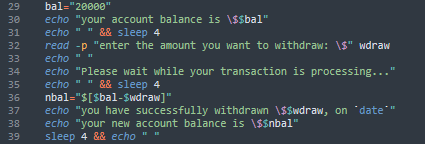 29 bal="20000"
30 echo "your account balance is \$$bal"
31 echo " " && sleep 4
32 read -p "enter the amount you want to withdraw: \$" wdraw
33 echo " "
34 echo "Please wait while your transaction is processing..."
35 echo " " && sleep 4
36 nbal="$[$bal-$wdraw]"
37 echo "you have successfully withdrawn \$$wdraw, on `date`"
38 echo "your new account balance is \$$nbal"
39 sleep 4 && echo " "